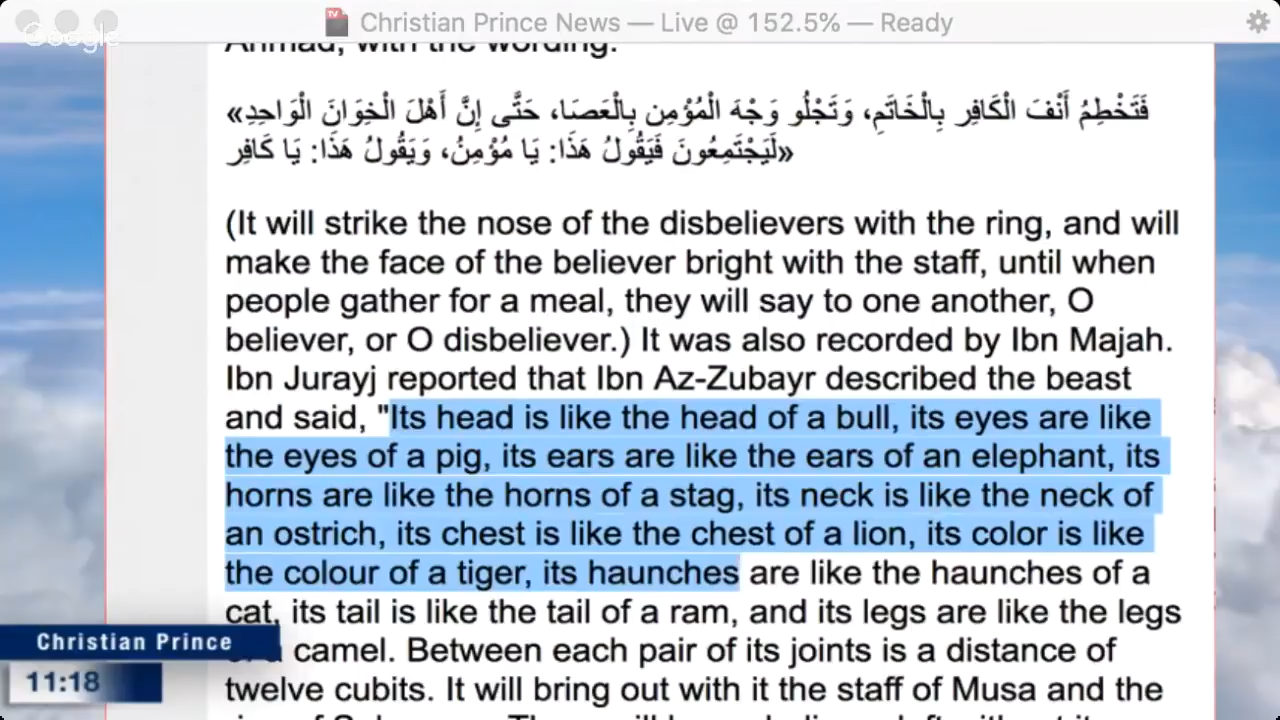 Christian Prince News — Live @ 152.5% — Ready
Google
Ahmad, with the wording:
«فَتَخْطِمُ أَنْفَ الْكَافِرِ بِالْخَاتَمِ، وَتَجْلُو وَجْهَ الْمُؤْمِنِ بِالْعَصَا، حَتَّى إِنَّ أَهْلَ الْخِوَانَ الْوَاحِدِ
لَيَجْتَمِعُونَ فَيَقُولُ هَذَا: يَا مُؤْمِنُ، وَيَقُولُ هَذَا: يَا كَافِر»
(It will strike the nose of the disbelievers with the ring, and will
make the face of the believer bright with the staff, until when
people gather for a meal, they will say to one another, O
believer, or O disbeliever.) It was also recorded by Ibn Majah.
Ibn Jurayj reported that Ibn Az-Zubayr described the beast
and said, "Its head is like the head of a bull, its eyes are like
the eyes of a pig, its ears are like the ears of an elephant, its
horns are like the horns of a stag, its neck is like the neck of
an ostrich, its chest is like the chest of a lion, its color is like
the colour of a tiger, its haunches are like the haunches of a
cat, its tail is like the tail of a ram, and its legs are like the legs
camel. Between each pair of its joints is a distance of
twelve cubits. It will bring out with it the staff of Musa and the
Christian Prince
11:18